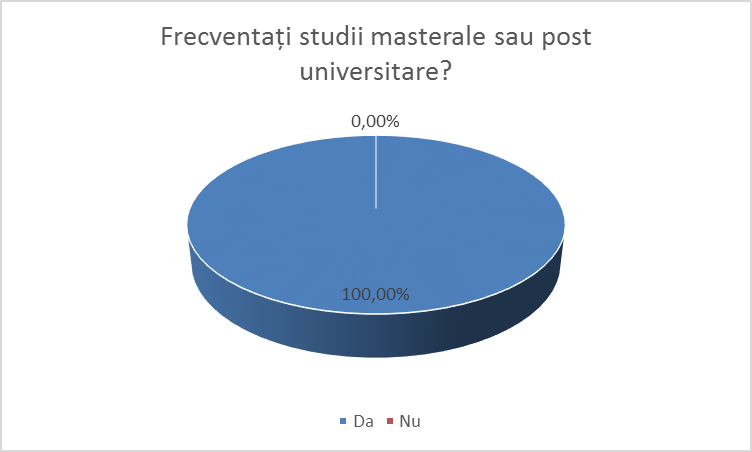 Frecventați studii masterale sau post
universitare?
0,00%
100,00%
Da Nu